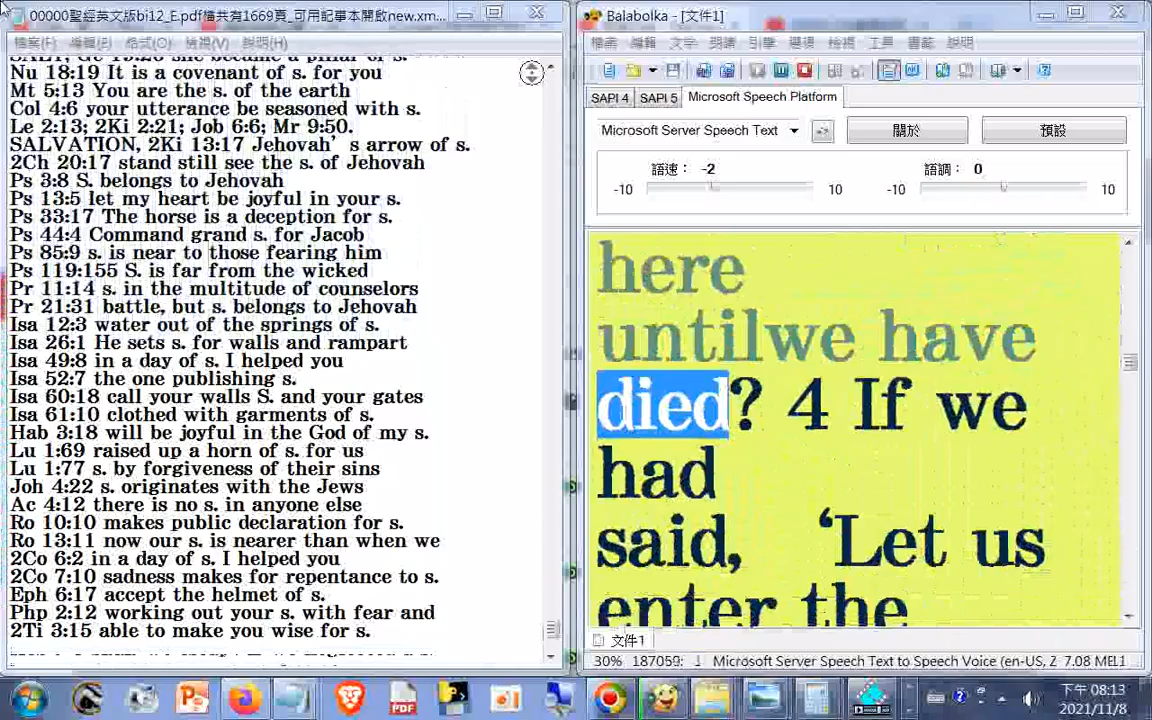 00000聖經英文版bi12_E.pdf檔共有1669頁_可用記事本開啟new.xm...
檔案(F) 編輯(E) 格式(O) 檢視(V) 說明(H)
Nu 18:19 It is a covenant of s. for you
Mt 5:13 You are the s. of the earth
Col 4:6 your utterance be seasoned with s.
Le 2:13; 2Ki 2:21; Job 6:6; Mr 9:50.
SALVATION, 2Ki 13:17 Jehovah's arrow of s.
2Ch 20:17 stand still see the s. of Jehovah
Ps 3:8 S. belongs to Jehovah
Ps 13:5 let my heart be joyful in your s.
Ps 33:17 The horse is a deception for s.
Ps 44:4 Command grand s. for Jacob
Ps 85:9 s. is near to those fearing him
Ps 119:155 S. is far from the wicked
Pr 11:14 s. in the multitude of counselors
Pr 21:31 battle, but s. belongs to Jehovah
Isa 12:3 water out of the springs of s.
Isa 26:1 He sets s. for walls and rampart
Isa 49:8 in a day of s. I helped you
Isa 52:7 the one publishing s.
Isa 60:18 call your walls S. and your gates
Isa 61:10 clothed with garments of s.
Hab 3:18 will be joyful in the God of my s.
Lu 1:69 raised up a horn of s. for us
Lu 1:77 s. by forgiveness of their sins
Joh 4:22 s. originates with the Jews
Ac 4:12 there is no s. in anyone else
Ro 10:10 makes public declaration for s.
Ro 13:11 now our s. is nearer than when we
2Co 6:2 in a day of s. I helped you
2Co 7:10 sadness makes for repentance to s.
Eph 6:17 accept the helmet of s.
Php 2:12 working out your s. with fear and
2Ti 3:15 able to make you wise for s.
Balabolka - [文件1]
檔案 編輯 文字 朗讀 引擎 選項 檢視 工具 書籤 說明
SAPI 4 SAPI 5 Microsoft Speech Platform
Microsoft Server Speech Text 關於 預設
語速： -2 語調： 0
-10 10 -10 10
here
untilwe have
died? 4 If we
had
said, ‘Let us
enter the
文件1
30% 187059: 1 Microsoft Server Speech Text to Speech Voice (en-US, Z 7.08 МЕ1
PDF
下午 08:13
2021/11/8